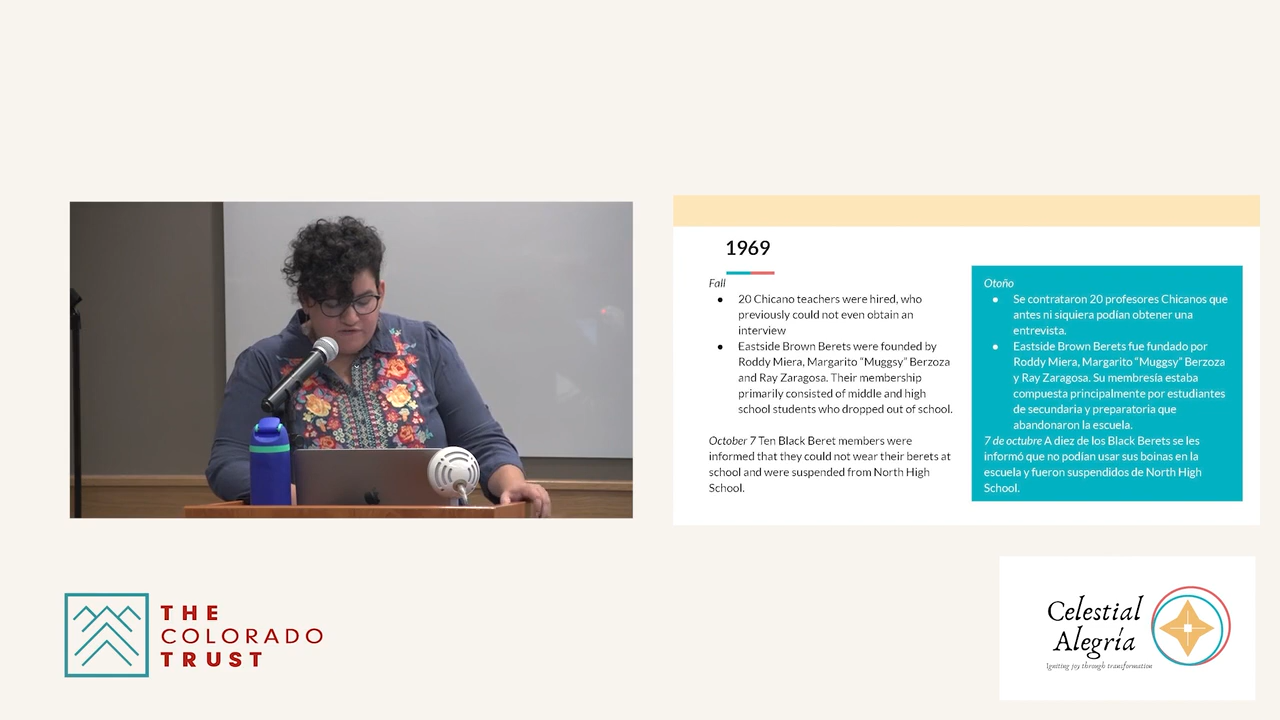 1969
Fall
● 20 Chicano teachers were hired, who
previously could not even obtain an
interview
● Eastside Brown Berets were founded by
Roddy Miera, Margarito “Muggsy” Berzoza
and Ray Zaragosa. Their membership
primarily consisted of middle and high
school students who dropped out of school.
October 7 Ten Black Beret members were
informed that they could not wear their berets at
school and were suspended from North High
School.
Otoño
● Se contrataron 20 profesores Chicanos que
antes ni siquiera podían obtener una
entrevista.
● Eastside Brown Berets fue fundado por
Roddy Miera, Margarito “Muggsy” Berzoza
y Ray Zaragosa. Su membresía estaba
compuesta principalmente por estudiantes
de secundaria y preparatoria que
abandonaron la escuela.
7 de octubre A diez de los Black Berets se les
informó que no podían usar sus boinas en la
escuela y fueron suspendidos de North High
School.
THE
COLORADO
TRUST
Celestial
Alegría
Igniting joy through transformation